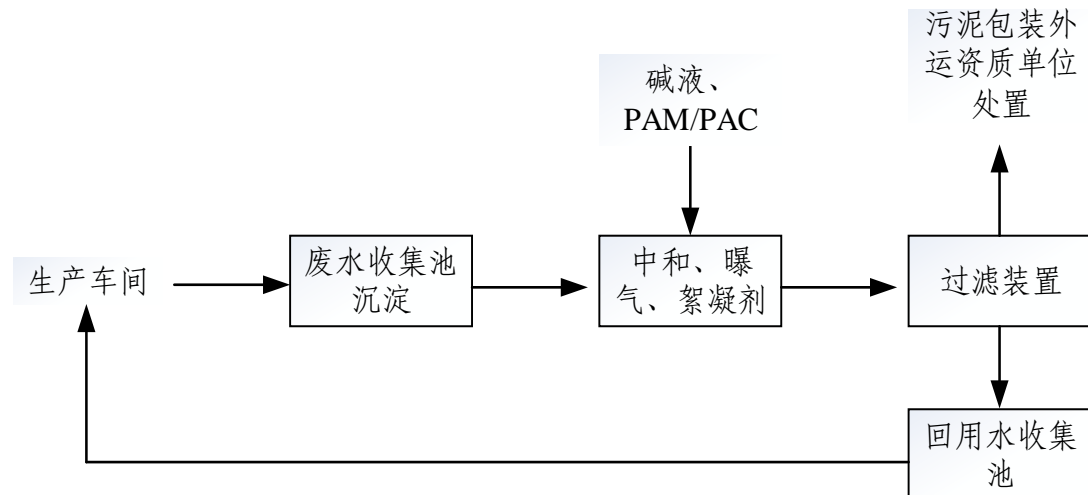 污泥包装外
运资质单位
处置
碱液、
PAM/PAC
生产车间
废水收集池
沉淀
中和、曝
气、絮凝剂
过滤装置
回用水收集
池